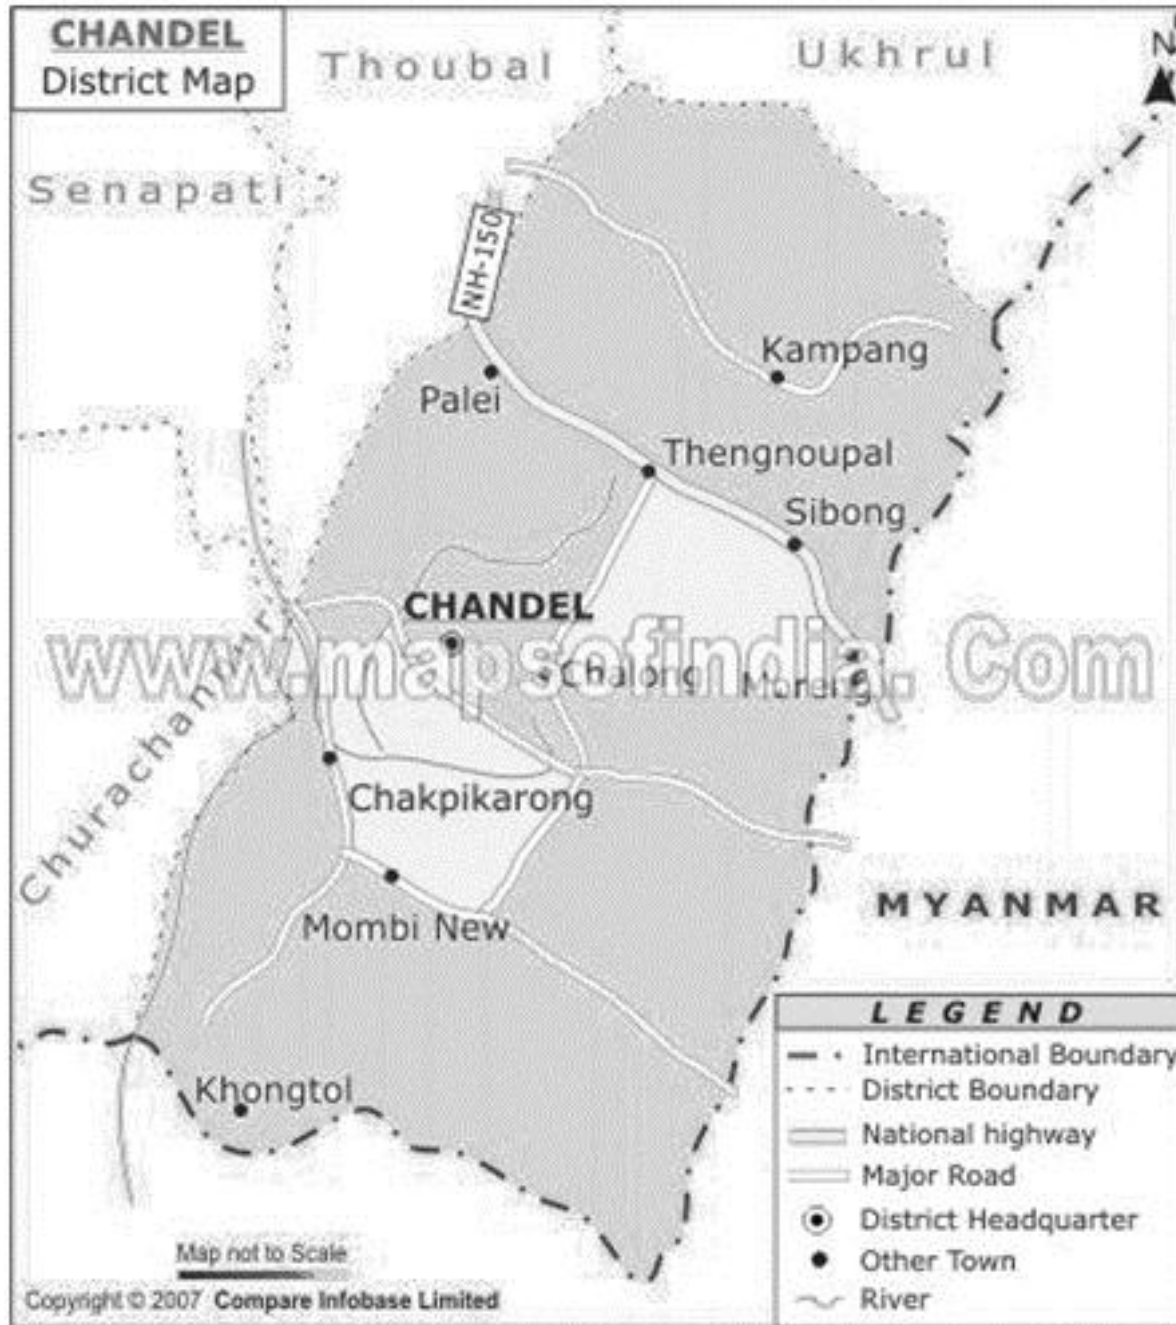 CHANDEL
District Map
Thoubal
Ukhrul
N
Senapati
NH-150
Kampang
Palei
Thengnoupal
Sibong
CHANDEL
www.mapsofindia.Com
Chalong
Moreng
Churachandpur
Chakpikarong
Mombi New
MYANMAR
Khongtol
LEGEND
International Boundary
District Boundary
National highway
Major Road
District Headquarter
Other Town
River
Map not to Scale
Copyright © 2007 Compare Infobase Limited